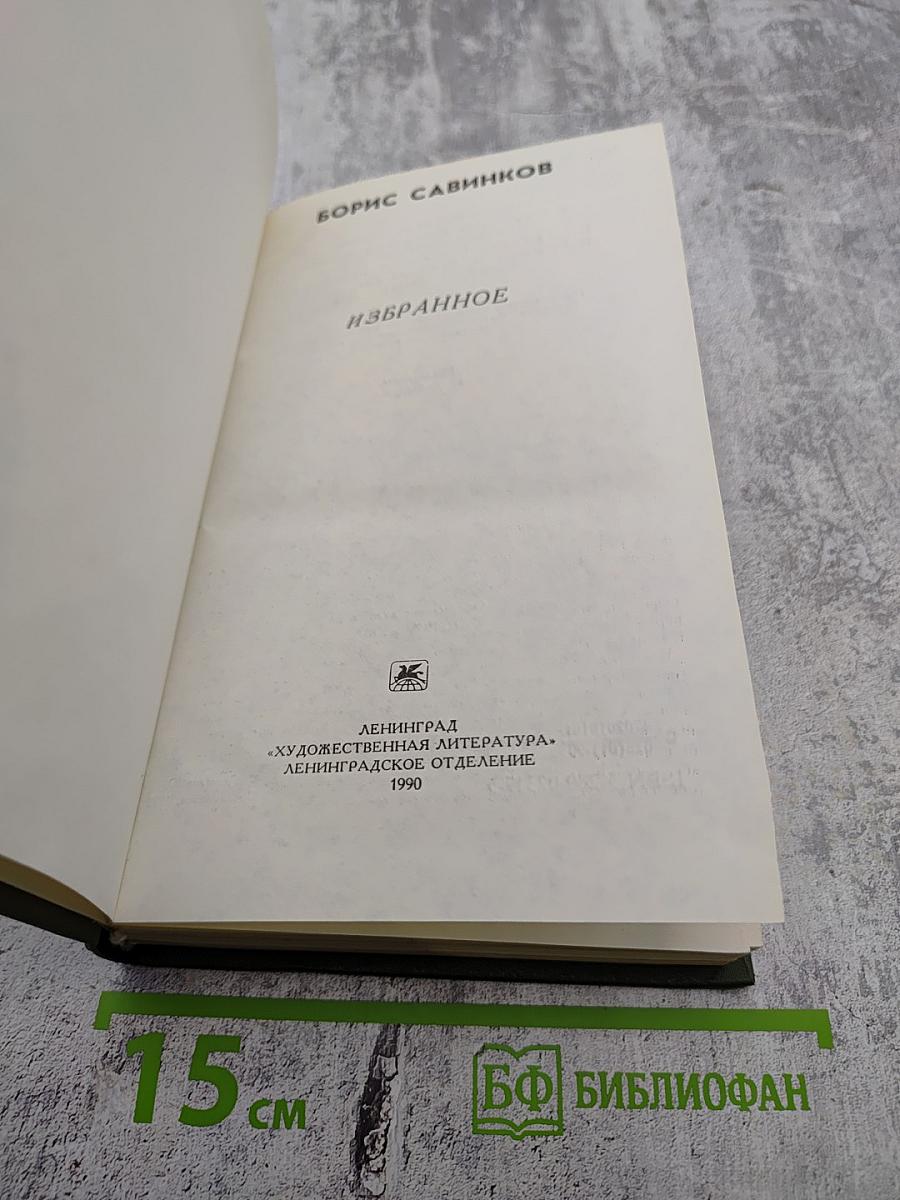 БОРИС САВИНКОВ
ИЗБРАННОЕ
ЛЕНИНГРАД
«ХУДОЖЕСТВЕННАЯ ЛИТЕРАТУРА»
ЛЕНИНГРАДСКОЕ ОТДЕЛЕНИЕ
1990
15 см
БФ БИБЛИОФАН